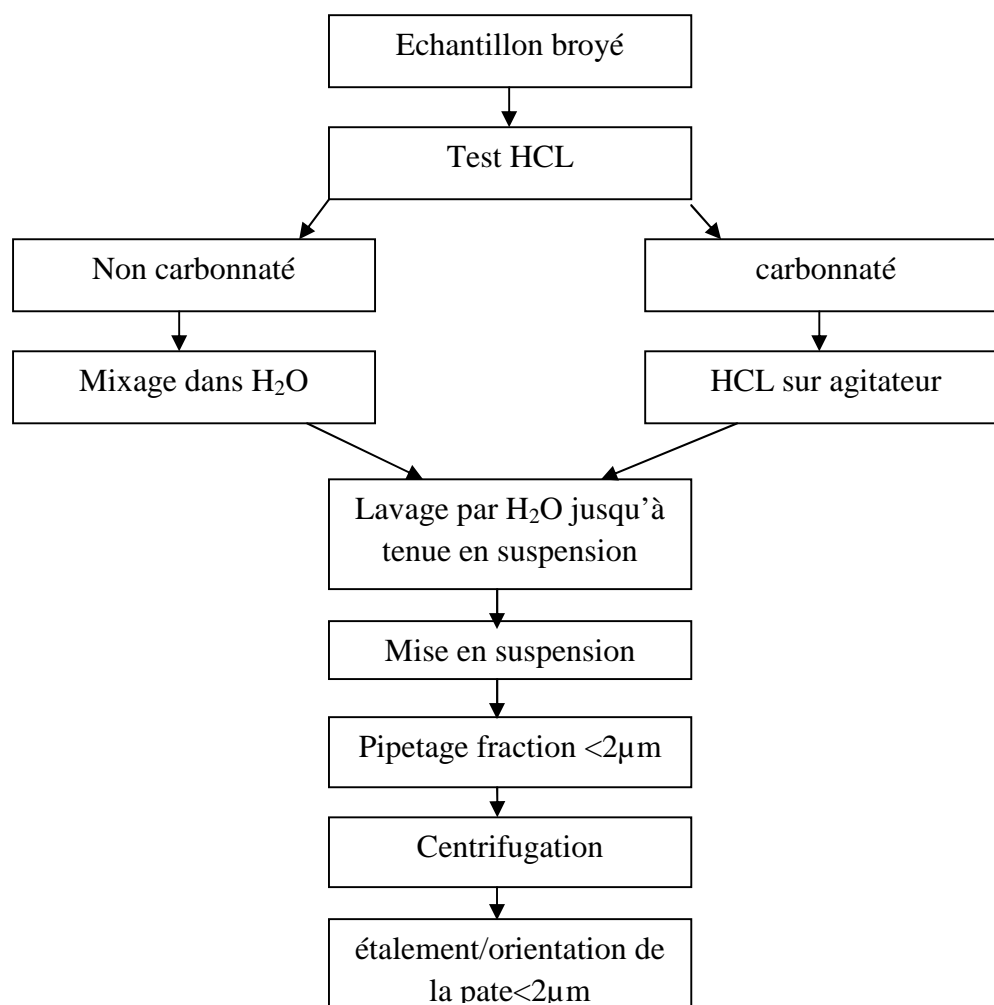 Echantillon broyé
Test HCL
Non carbonnaté
carbonnaté
Mixage dans H₂O
HCL sur agitateur
Lavage par H₂O jusqu’à
tenue en suspension
Mise en suspension
Pipetage fraction <2µm
Centrifugation
étalement/orientation de
la pate<2µm